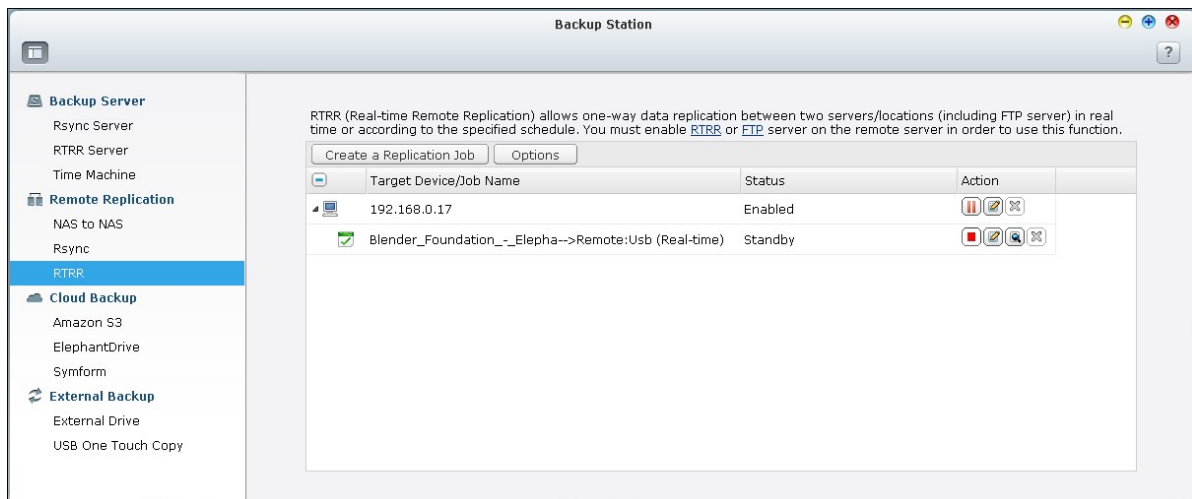 Backup Station
?
Backup Server
Rsync Server
RTRR Server
Time Machine
Remote Replication
NAS to NAS
Rsync
RTRR
Cloud Backup
Amazon S3
ElephantDrive
Symform
External Backup
External Drive
USB One Touch Copy
RTRR (Real-time Remote Replication) allows one-way data replication between two servers/locations (including FTP server) in real
time or according to the specified schedule. You must enable RTRR or FTP server on the remote server in order to use this function.
Create a Replication Job Options
Target Device/Job Name Status Action
192.168.0.17 Enabled
Blender_Foundation_-_Elepha-->Remote:Usb (Real-time) Standby